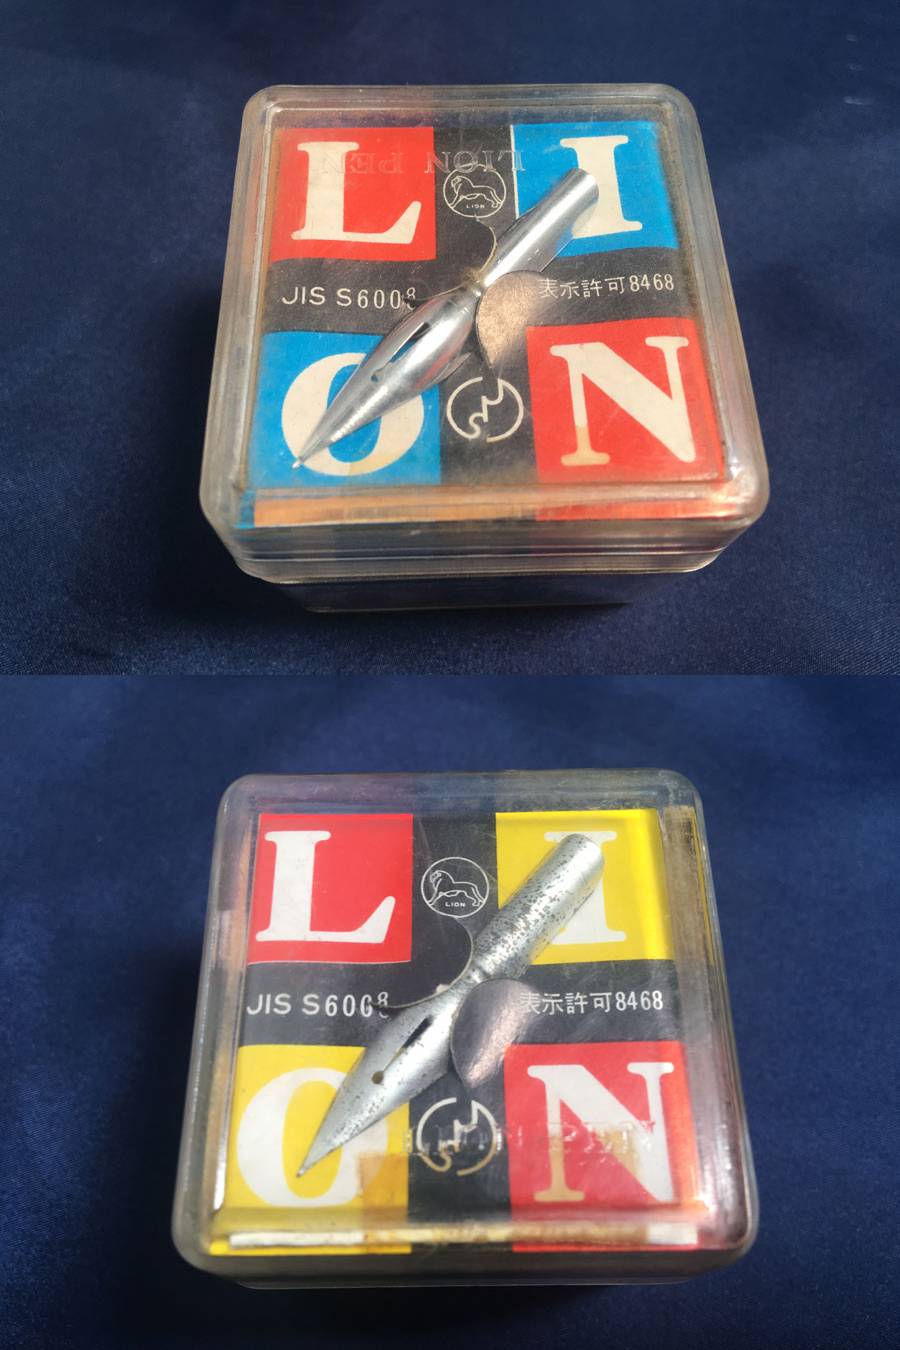 LION PEN
L I
LION
JIS S6008 表示許可8468
O N
L I
LION
JIS S6008 表示許可8468
O N
LION PEN